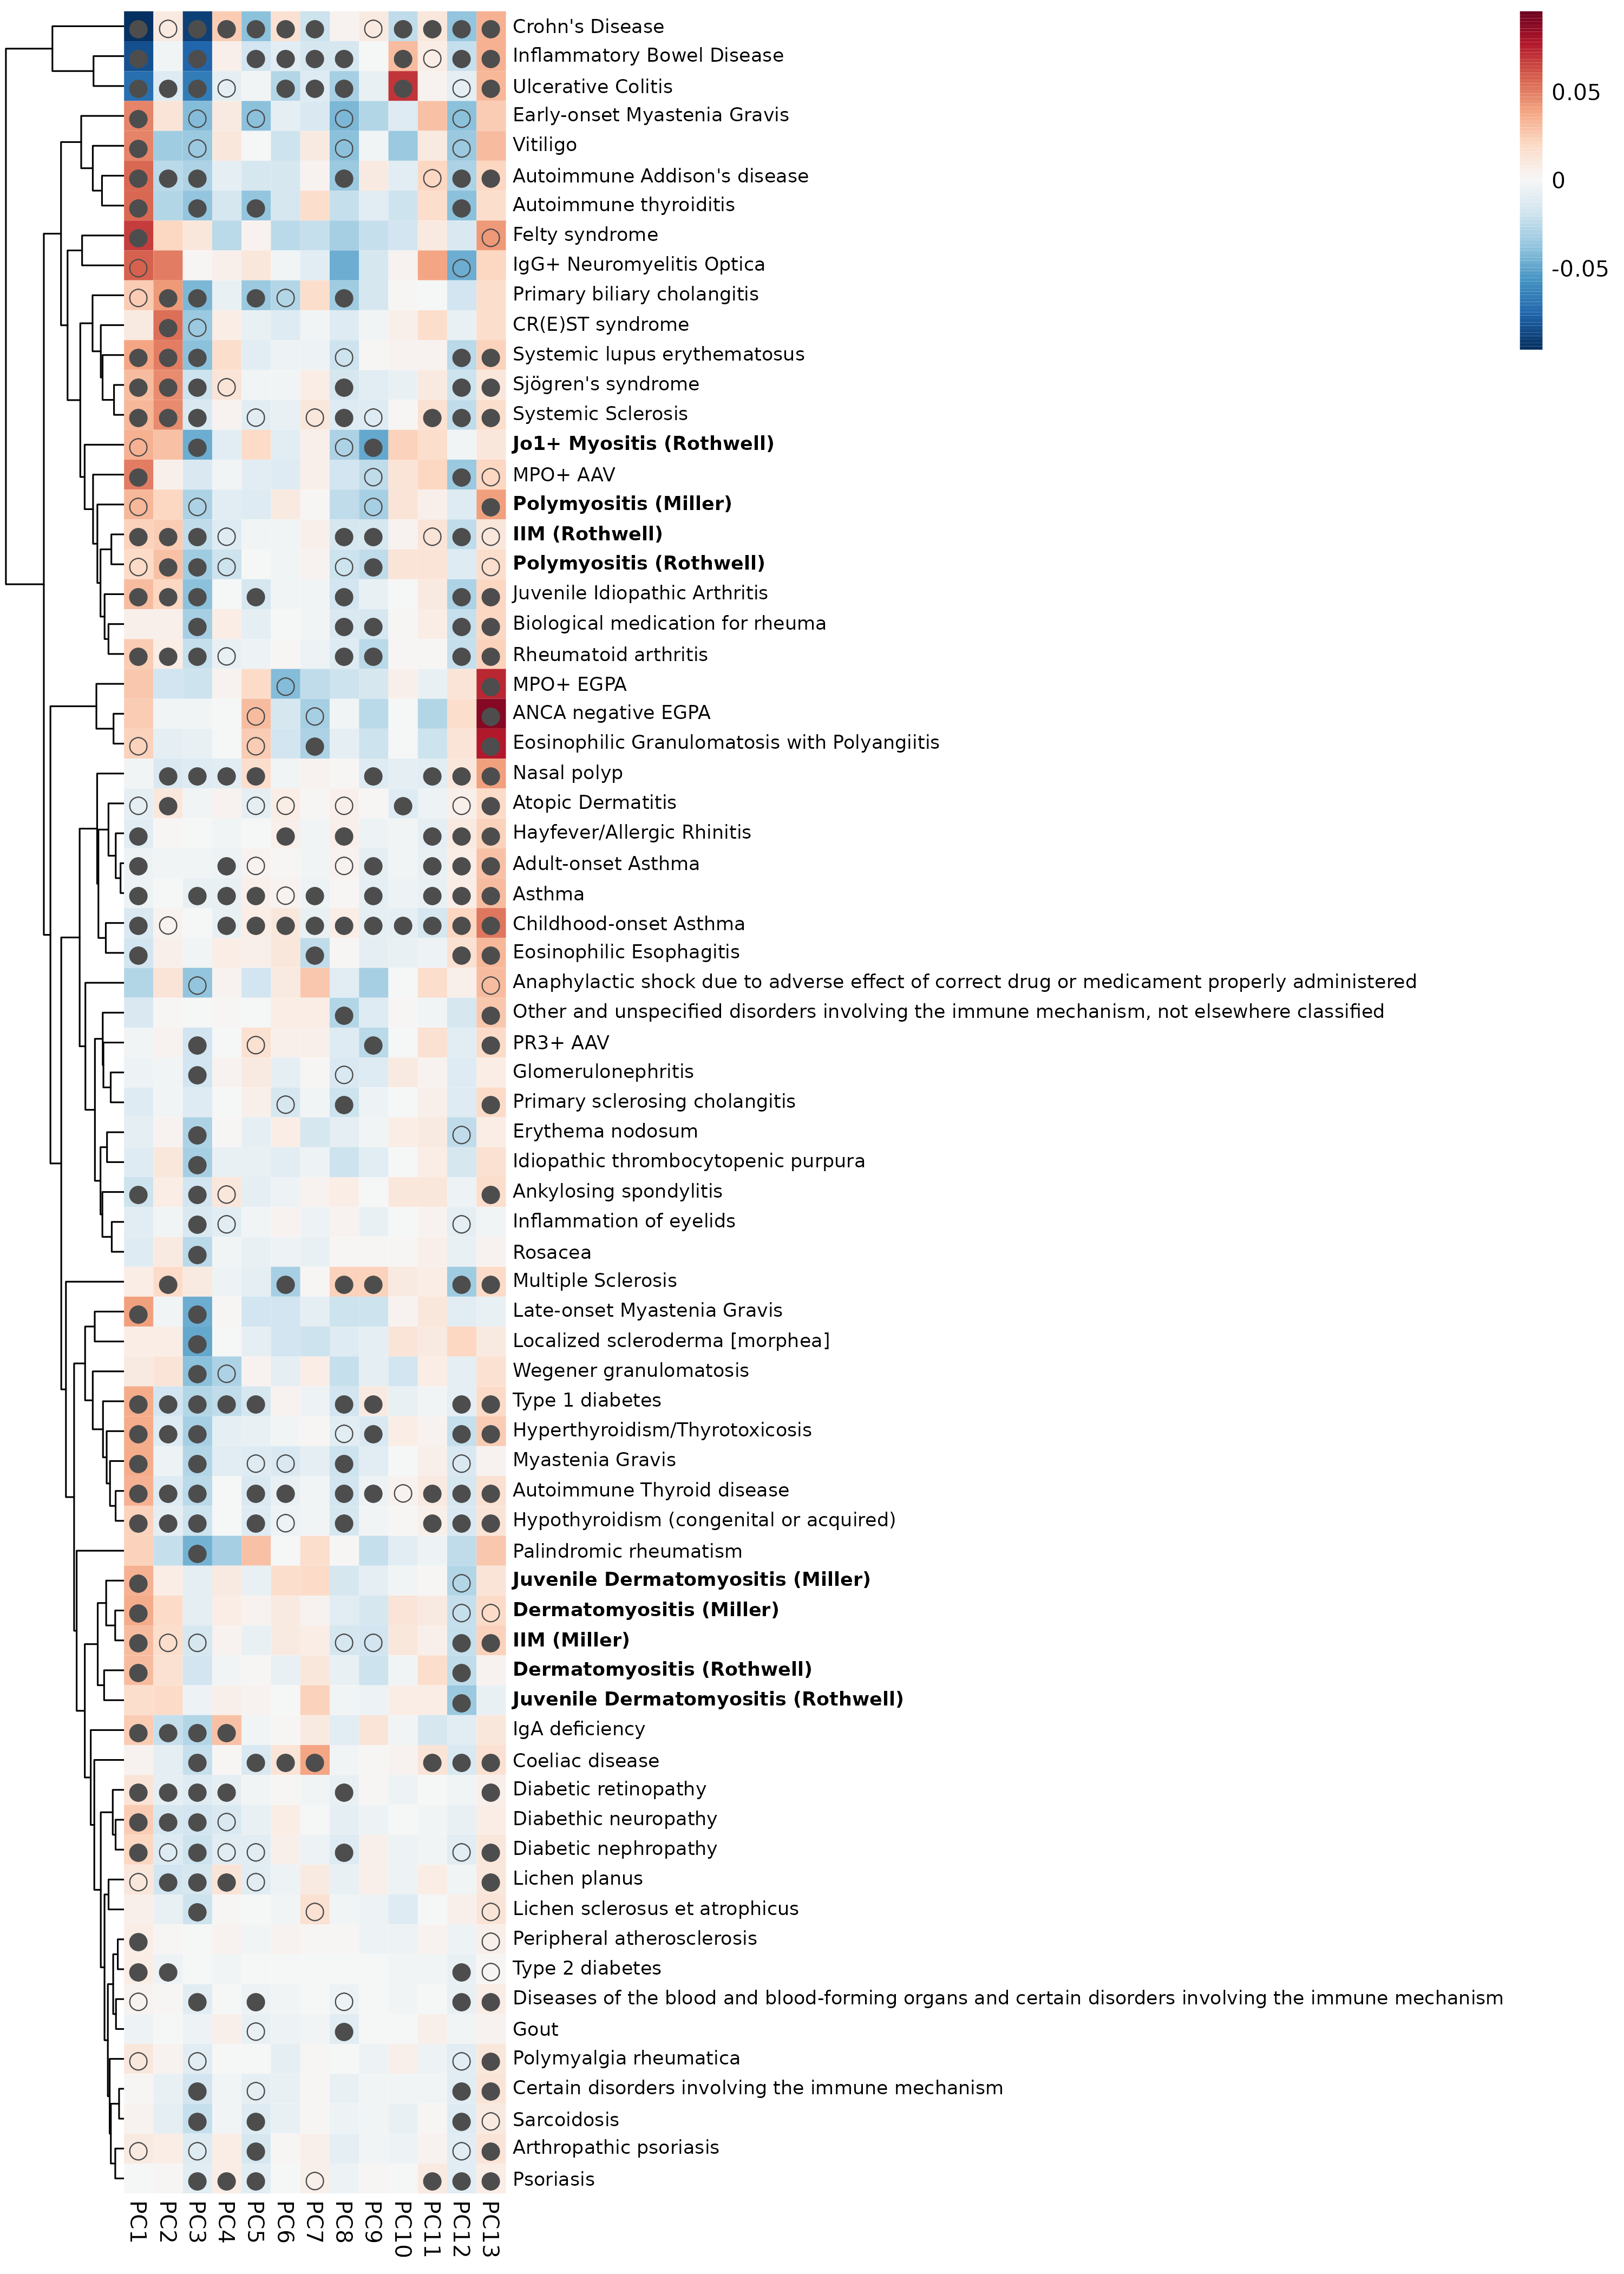 Crohn's Disease
Inflammatory Bowel Disease
Ulcerative Colitis
Early-onset Myastenia Gravis
Vitiligo
Autoimmune Addison's disease
Autoimmune thyroiditis
Felty syndrome
IgG+ Neuromyelitis Optica
Primary biliary cholangitis
CR(E)ST syndrome
Systemic lupus erythematosus
Sjögren's syndrome
Systemic Sclerosis
Jo1+ Myositis (Rothwell)
MPO+ AAV
Polymyositis (Miller)
IIM (Rothwell)
Polymyositis (Rothwell)
Juvenile Idiopathic Arthritis
Biological medication for rheuma
Rheumatoid arthritis
MPO+ EGPA
ANCA negative EGPA
Eosinophilic Granulomatosis with Polyangiitis
Nasal polyp
Atopic Dermatitis
Hayfever/Allergic Rhinitis
Adult-onset Asthma
Asthma
Childhood-onset Asthma
Eosinophilic Esophagitis
Anaphylactic shock due to adverse effect of correct drug or medicament properly administered
Other and unspecified disorders involving the immune mechanism, not elsewhere classified
PR3+ AAV
Glomerulonephritis
Primary sclerosing cholangitis
Erythema nodosum
Idiopathic thrombocytopenic purpura
Ankylosing spondylitis
Inflammation of eyelids
Rosacea
Multiple Sclerosis
Late-onset Myastenia Gravis
Localized scleroderma [morphea]
Wegener granulomatosis
Type 1 diabetes
Hyperthyroidism/Thyrotoxicosis
Myastenia Gravis
Autoimmune Thyroid disease
Hypothyroidism (congenital or acquired)
Palindromic rheumatism
Juvenile Dermatomyositis (Miller)
Dermatomyositis (Miller)
IIM (Miller)
Dermatomyositis (Rothwell)
Juvenile Dermatomyositis (Rothwell)
IgA deficiency
Coeliac disease
Diabetic retinopathy
Diabethic neuropathy
Diabetic nephropathy
Lichen planus
Lichen sclerosus et atrophicus
Peripheral atherosclerosis
Type 2 diabetes
Diseases of the blood and blood-forming organs and certain disorders involving the immune mechanism
Gout
Polymyalgia rheumatica
Certain disorders involving the immune mechanism
Sarcoidosis
Arthropathic psoriasis
Psoriasis
PC1
PC2
PC3
PC4
PC5
PC6
PC7
PC8
PC9
PC10
PC11
PC12
PC13
0.05
0
-0.05